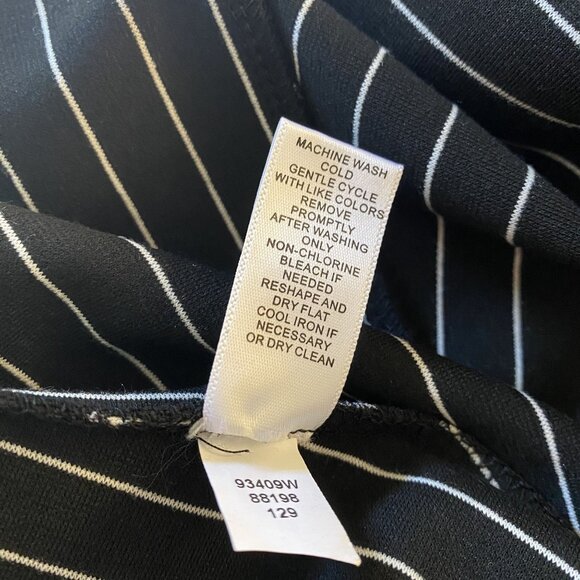 MACHINE WASH
COLD
GENTLE CYCLE
WITH LIKE COLORS
REMOVE
PROMPTLY
AFTER WASHING
ONLY
NON-CHLORINE
BLEACH IF
NEEDED
RESHAPE AND
DRY FLAT
COOL IRON IF
NECESSARY
OR DRY CLEAN
93409W
88198
129